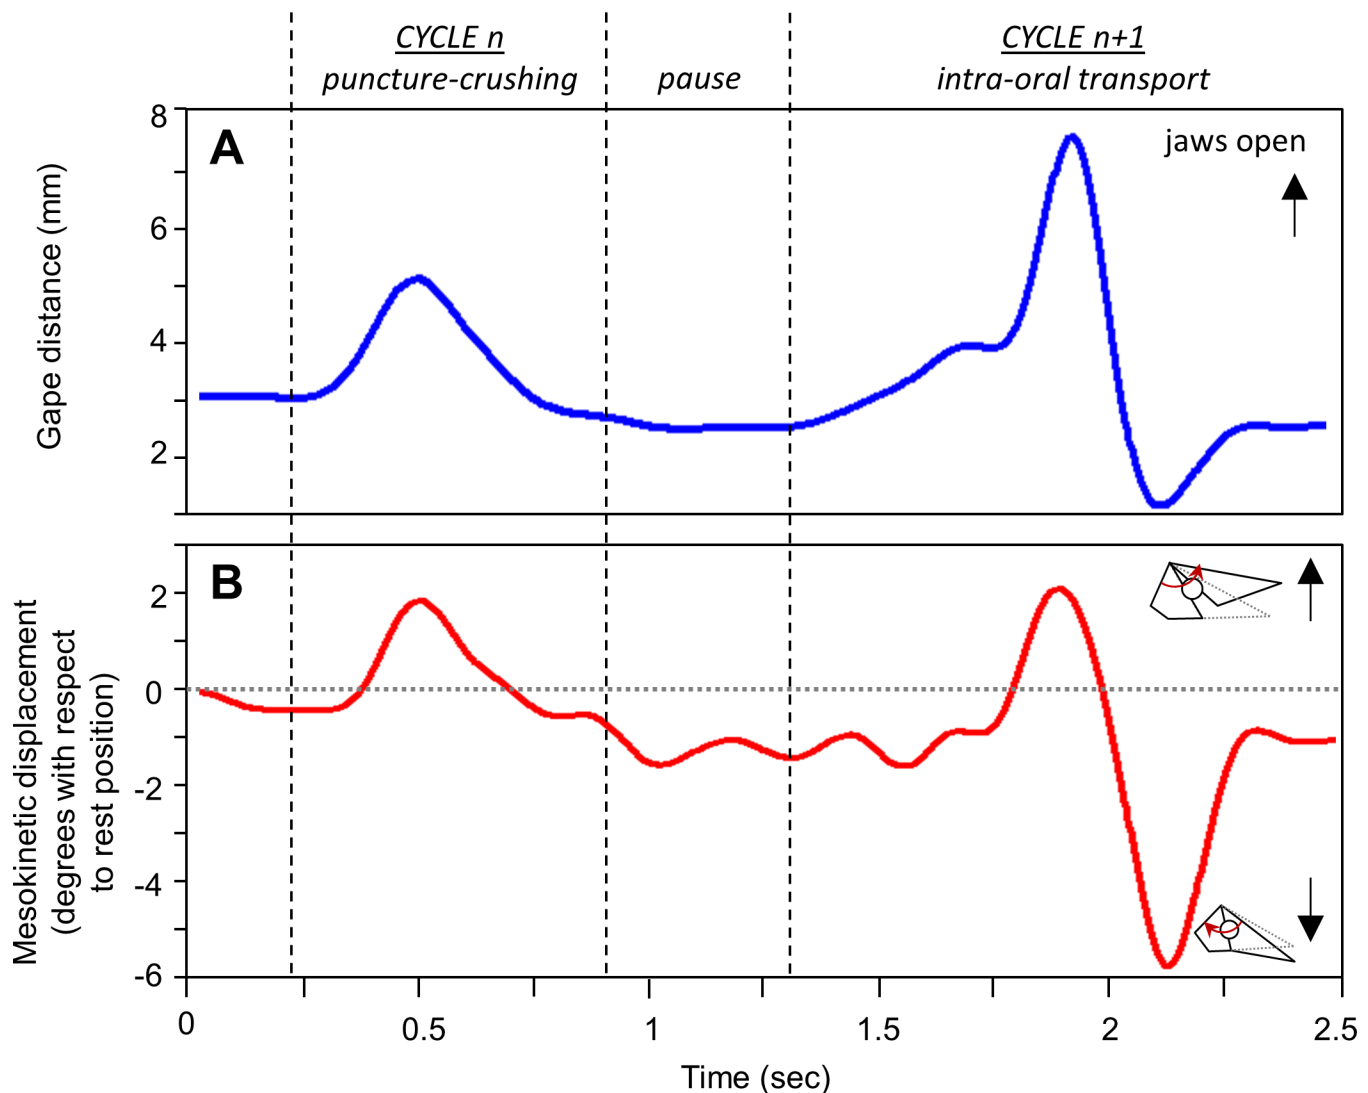 CYCLE n
puncture-crushing
pause
CYCLE n+1
intra-oral transport
A
jaws open
Gape distance (mm)
8
6
4
2
B
Mesokinetic displacement
(degrees with respect
to rest position)
2
0
-2
-4
-6
0
0.5
1
1.5
2
2.5
Time (sec)